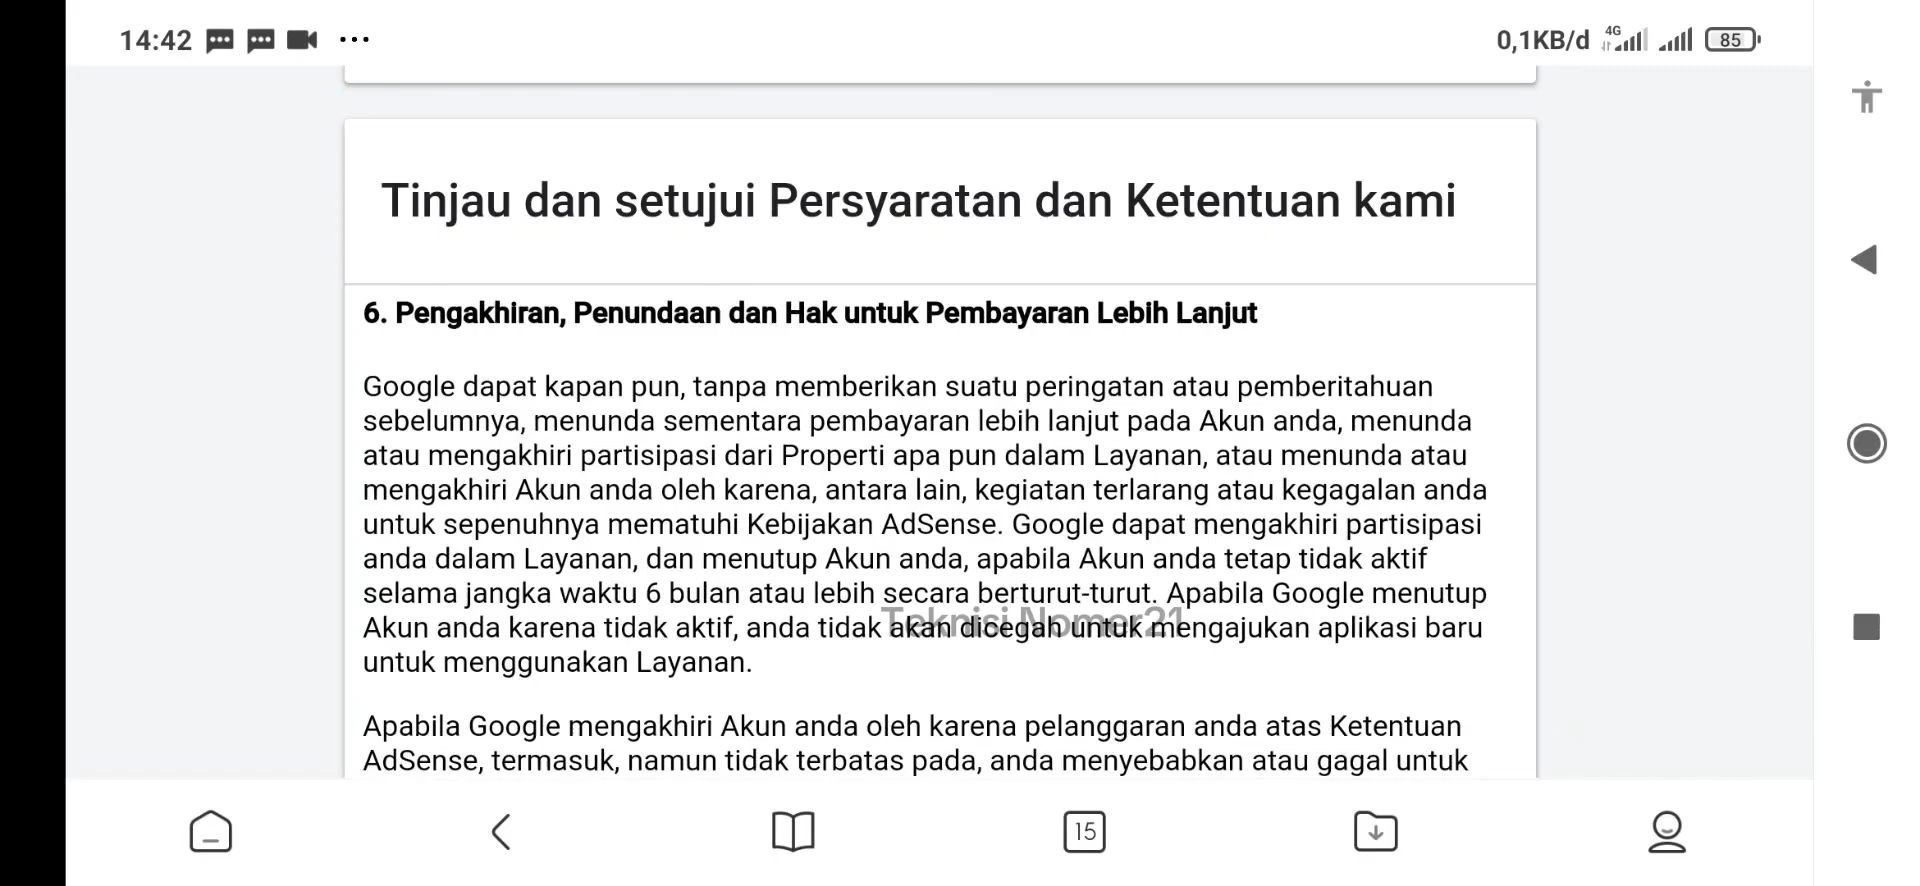 14:42
0,1KB/d 4G 85
Tinjau dan setujui Persyaratan dan Ketentuan kami
6. Pengakhiran, Penundaan dan Hak untuk Pembayaran Lebih Lanjut
Google dapat kapan pun, tanpa memberikan suatu peringatan atau pemberitahuan
sebelumnya, menunda sementara pembayaran lebih lanjut pada Akun anda, menunda
atau mengakhiri partisipasi dari Properti apa pun dalam Layanan, atau menunda atau
mengakhiri Akun anda oleh karena, antara lain, kegiatan terlarang atau kegagalan anda
untuk sepenuhnya mematuhi Kebijakan AdSense. Google dapat mengakhiri partisipasi
anda dalam Layanan, dan menutup Akun anda, apabila Akun anda tetap tidak aktif
selama jangka waktu 6 bulan atau lebih secara berturut-turut. Apabila Google menutup
Teknisi Nomer21
Akun anda karena tidak aktif, anda tidak akan dicegah untuk mengajukan aplikasi baru
untuk menggunakan Layanan.
Apabila Google mengakhiri Akun anda oleh karena pelanggaran anda atas Ketentuan
AdSense, termasuk, namun tidak terbatas pada, anda menyebabkan atau gagal untuk
15